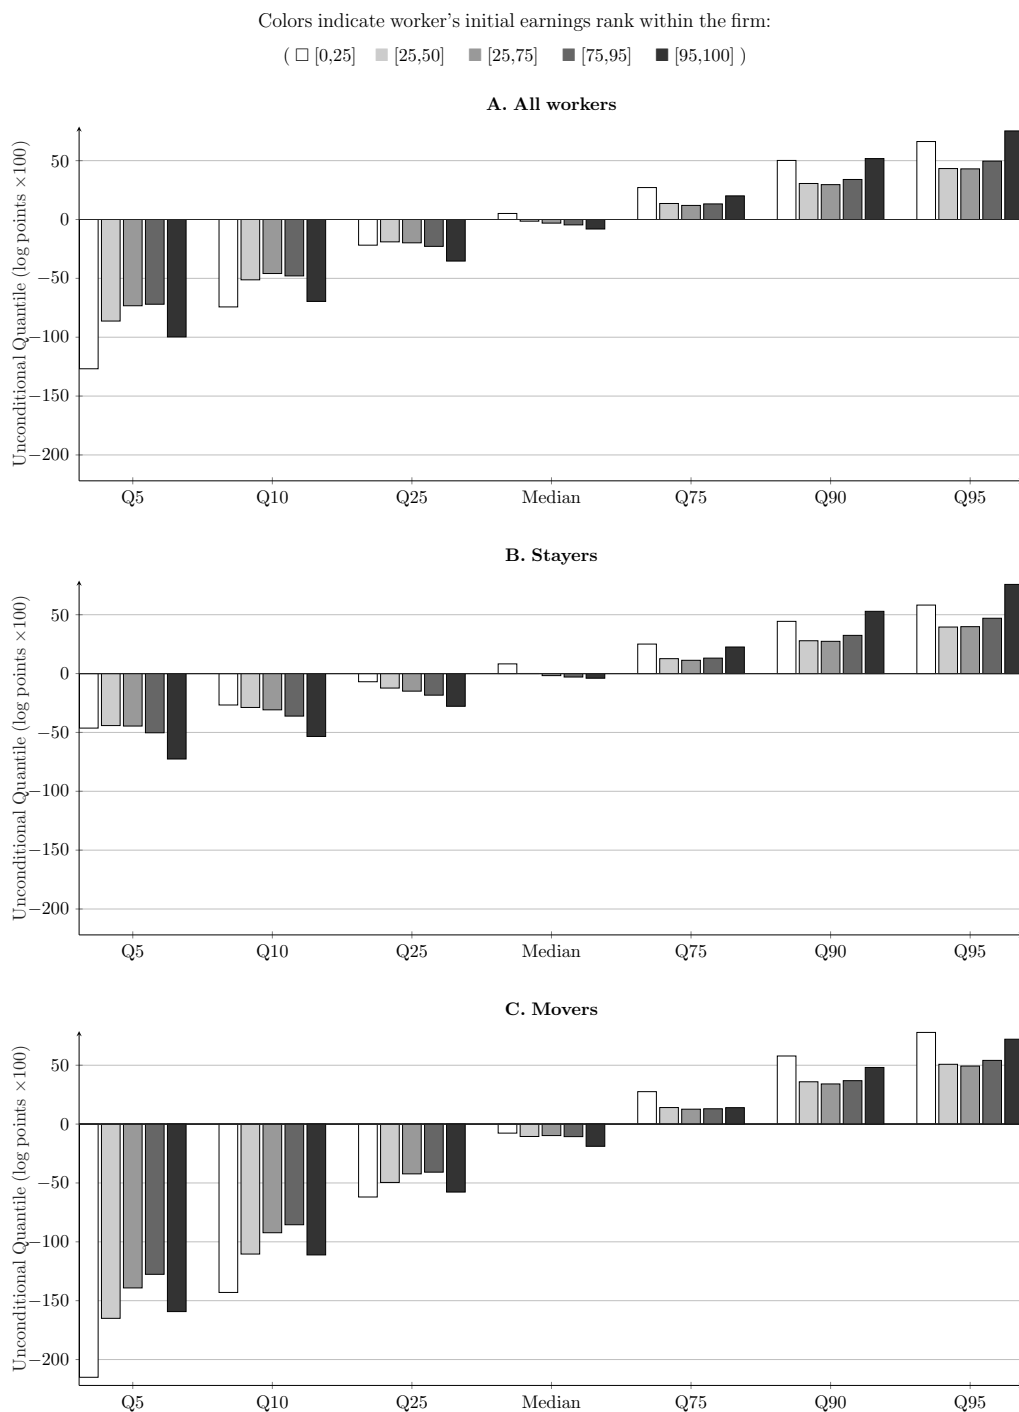 Colors indicate worker's initial earnings rank within the firm:
( [0,25] [25,50] [25,75] [75,95] [95,100] )
A. All workers
Unconditional Quantile (log points ×100)
50
0
−50
−100
−150
−200
Q5 Q10 Q25 Median Q75 Q90 Q95
B. Stayers
Unconditional Quantile (log points ×100)
50
0
−50
−100
−150
−200
Q5 Q10 Q25 Median Q75 Q90 Q95
C. Movers
Unconditional Quantile (log points ×100)
50
0
−50
−100
−150
−200
Q5 Q10 Q25 Median Q75 Q90 Q95